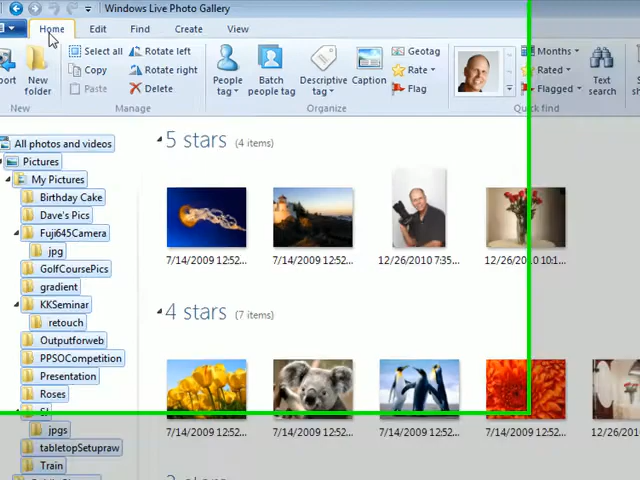 Windows Live Photo Gallery
Home Edit Find Create View
Select all
Copy
Paste
Rotate left
Rotate right
Delete
New folder
People tag
Batch people tag
Descriptive tag
Caption
Geotag
Rate
Flag
Months
Rated
Flagged
Text search
New Manage Organize Quick find
All photos and videos
Pictures
My Pictures
Birthday Cake
Dave's Pics
Fuji645Camera
jpg
GolfCoursePics
gradient
KKSeminar
retouch
Outputforweb
PPSOCompetition
Presentation
Roses
jpgs
tabletopSetupraw
Train
5 stars (4 items)
7/14/2009 12:52... 7/14/2009 12:52... 12/26/2010 7:35... 12/26/2010 10:1...
4 stars (7 items)
7/14/2009 12:52... 7/14/2009 12:52... 7/14/2009 12:52... 7/14/2009 12:52... 12/26/20